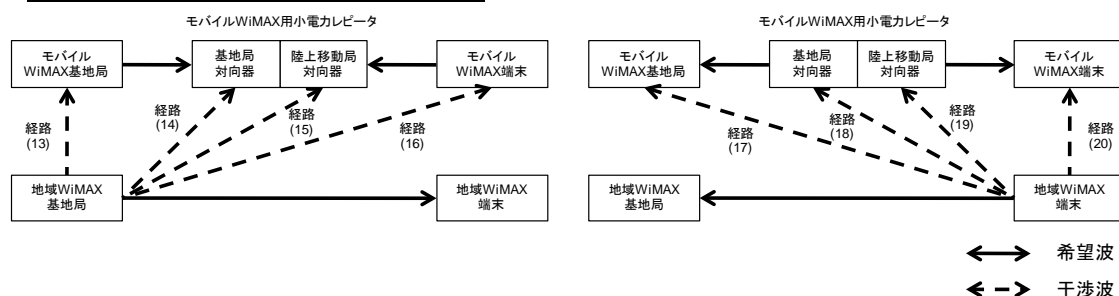 モバイルWiMAX用小電力レピータ
モバイル
WiMAX基地局
基地局
対向器
陸上移動局
対向器
モバイル
WiMAX端末
経路
(13)
経路
(14)
経路
(15)
経路
(16)
地域WiMAX
基地局
地域WiMAX
端末
モバイルWiMAX用小電力レピータ
モバイル
WiMAX基地局
基地局
対向器
陸上移動局
対向器
モバイル
WiMAX端末
経路
(17)
経路
(18)
経路
(19)
経路
(20)
地域WiMAX
基地局
地域WiMAX
端末
希望波
干渉波